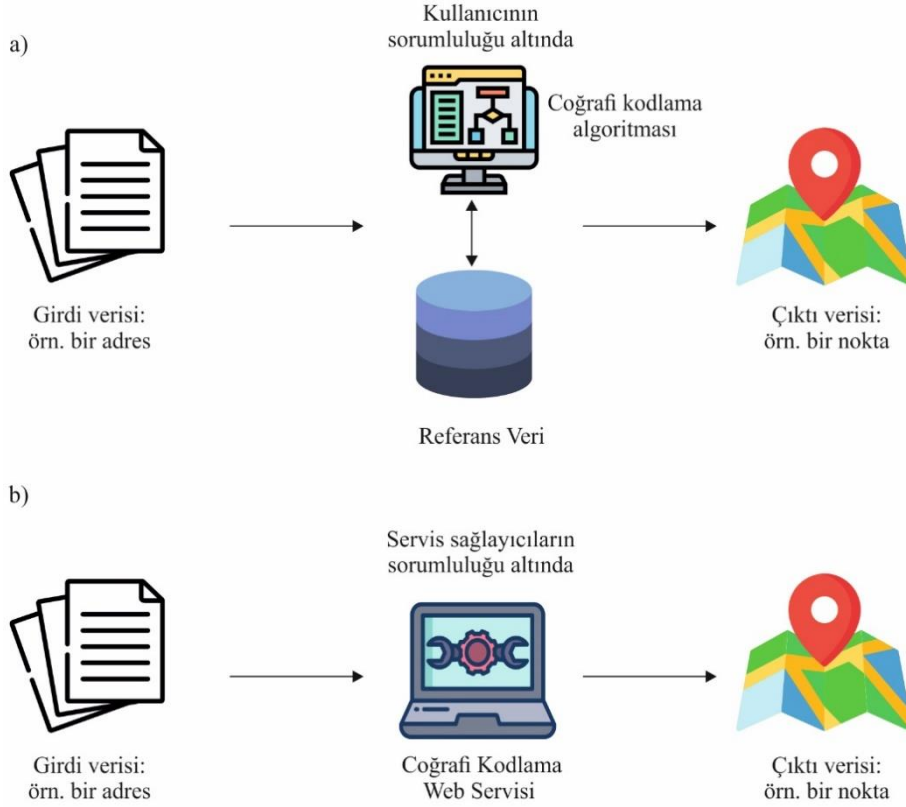 a)
Kullanıcının
sorumluluğu altında
Coğrafi kodlama
algoritması
Girdi verisi:
örn. bir adres
Referans Veri
Çıktı verisi:
örn. bir nokta
b)
Servis sağlayıcıların
sorumluluğu altında
Girdi verisi:
örn. bir adres
Coğrafi Kodlama
Web Servisi
Çıktı verisi:
örn. bir nokta